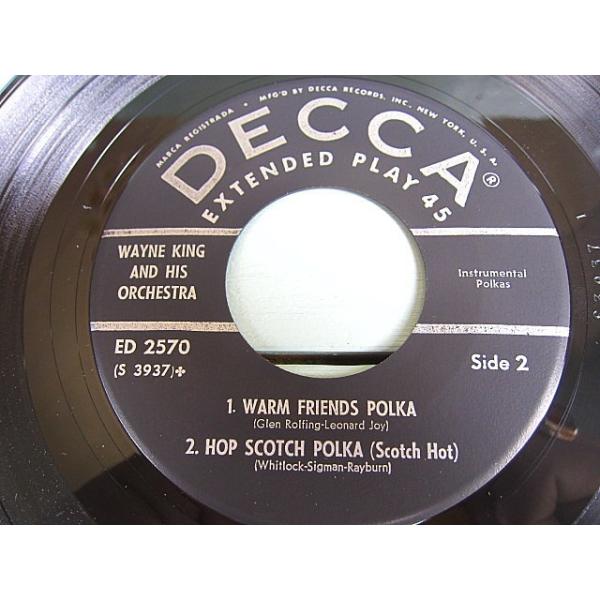 MARCA REGISTRADA • MFG'D BY DECCA RECORDS, INC., NEW YORK, U. S. A.
DECCA®
EXTENDED PLAY 45
WAYNE KING
AND HIS
ORCHESTRA
Instrumental
Polkas
ED 2570
(S 3937)✤
Side 2
1. WARM FRIENDS POLKA
(Glen Rolfing-Leonard Joy)
2. HOP SCOTCH POLKA (Scotch Hot)
(Whitlock-Sigman-Rayburn)